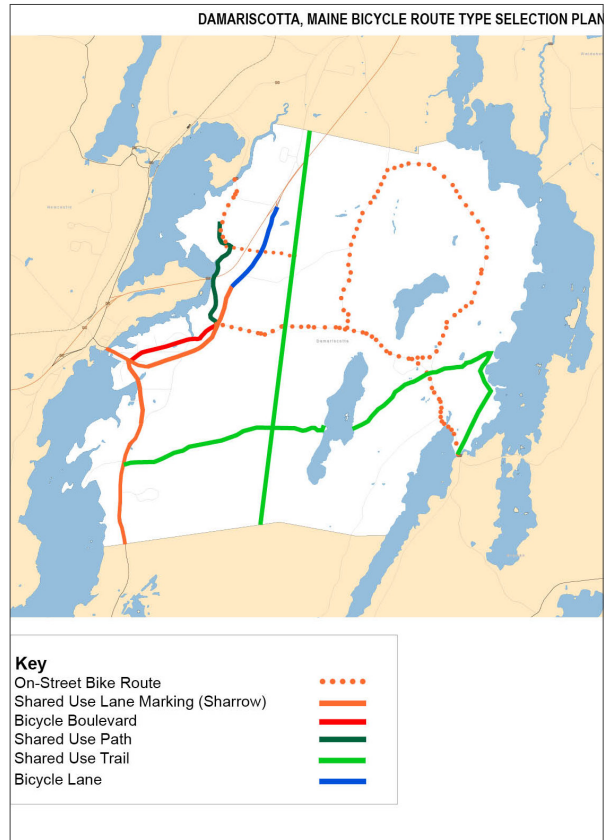 DAMARISCOTTA, MAINE BICYCLE ROUTE TYPE SELECTION PLAN
Newcastle
Damariscotta
Key
On-Street Bike Route
Shared Use Lane Marking (Sharrow)
Bicycle Boulevard
Shared Use Path
Shared Use Trail
Bicycle Lane